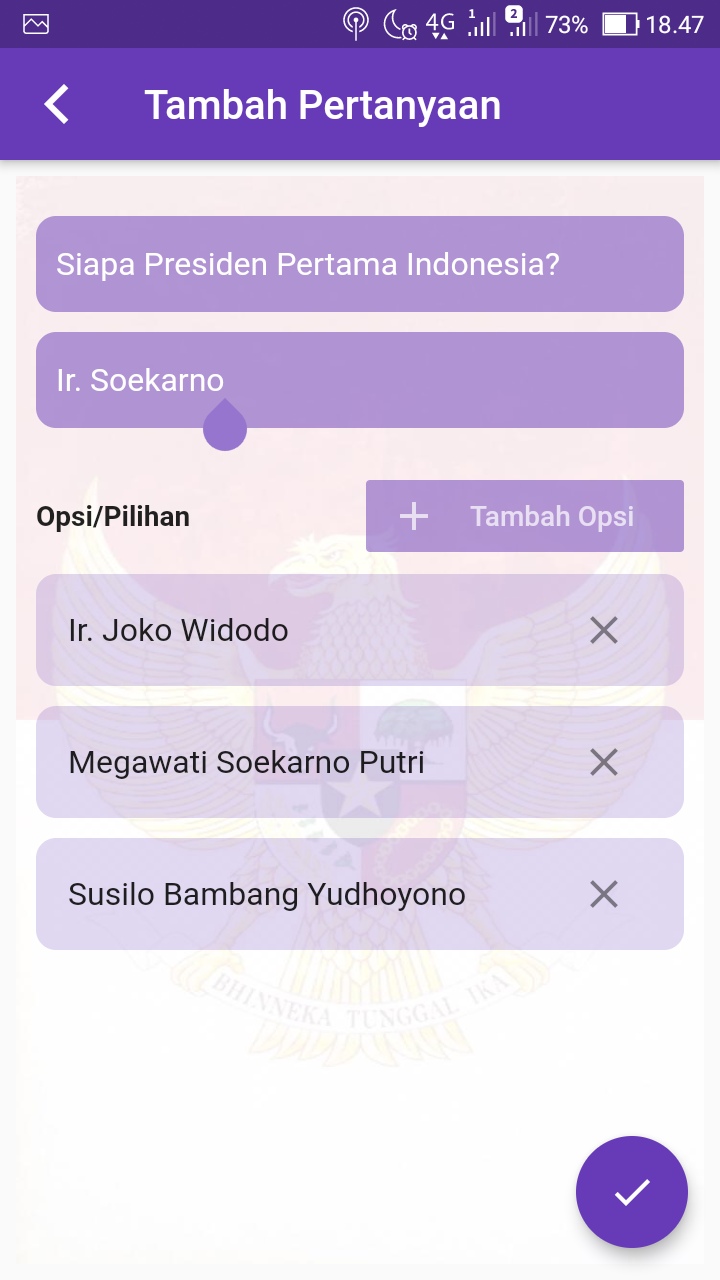 4G 1 2 73% 18.47
Tambah Pertanyaan
Siapa Presiden Pertama Indonesia?
Ir. Soekarno
Opsi/Pilihan
Tambah Opsi
Ir. Joko Widodo
Megawati Soekarno Putri
Susilo Bambang Yudhoyono
BHINNEKA TUNGGAL IKA